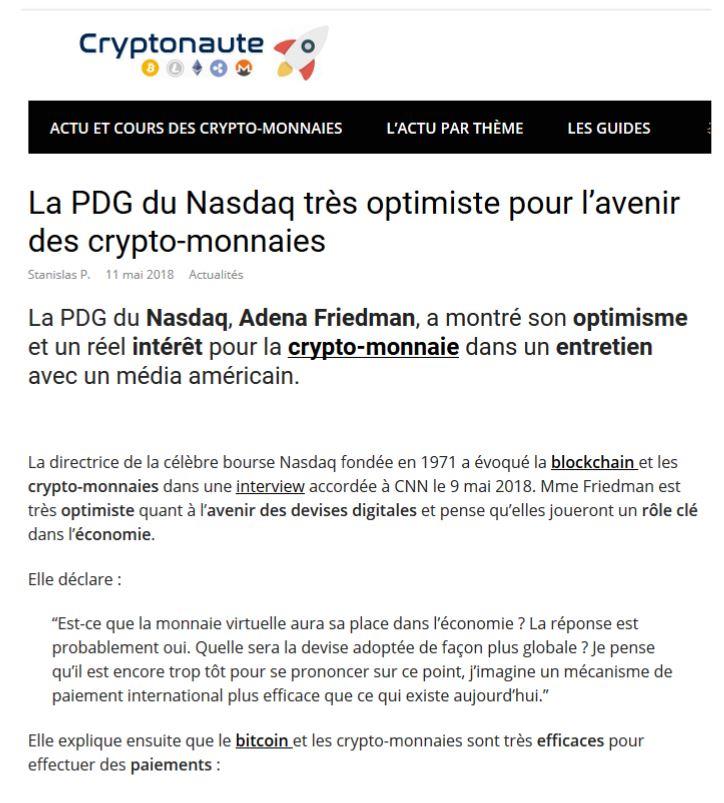 Cryptonaute
ACTU ET COURS DES CRYPTO-MONNAIES L'ACTU PAR THÈME LES GUIDES
La PDG du Nasdaq très optimiste pour l’avenir
des crypto-monnaies
Stanislas P. 11 mai 2018 Actualités
La PDG du Nasdaq, Adena Friedman, a montré son optimisme
et un réel intérêt pour la crypto-monnaie dans un entretien
avec un média américain.
La directrice de la célèbre bourse Nasdaq fondée en 1971 a évoqué la blockchain et les
crypto-monnaies dans une interview accordée à CNN le 9 mai 2018. Mme Friedman est
très optimiste quant à l’avenir des devises digitales et pense qu’elles joueront un rôle clé
dans l’économie.
Elle déclare :
“Est-ce que la monnaie virtuelle aura sa place dans l’économie ? La réponse est
probablement oui. Quelle sera la devise adoptée de façon plus globale ? Je pense
qu’il est encore trop tôt pour se prononcer sur ce point, j’imagine un mécanisme de
paiement international plus efficace que ce qui existe aujourd’hui.”
Elle explique ensuite que le bitcoin et les crypto-monnaies sont très efficaces pour
effectuer des paiements :